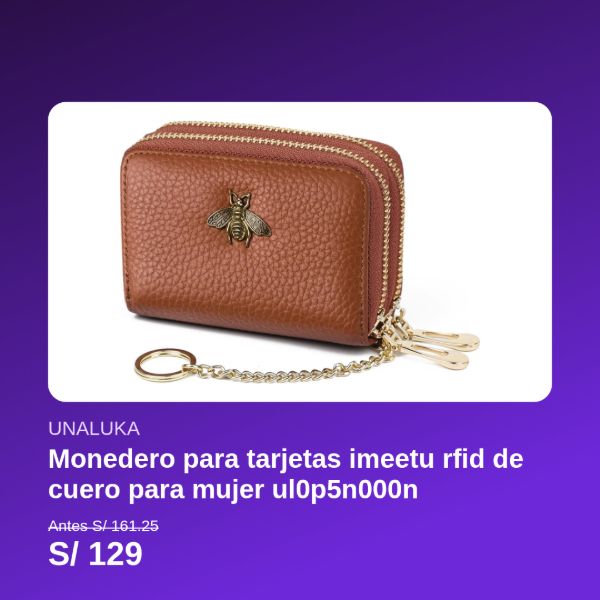 UNALUKA
Monedero para tarjetas imeetu rfid de
cuero para mujer ul0p5n000n
Antes S/ 161.25
S/ 129